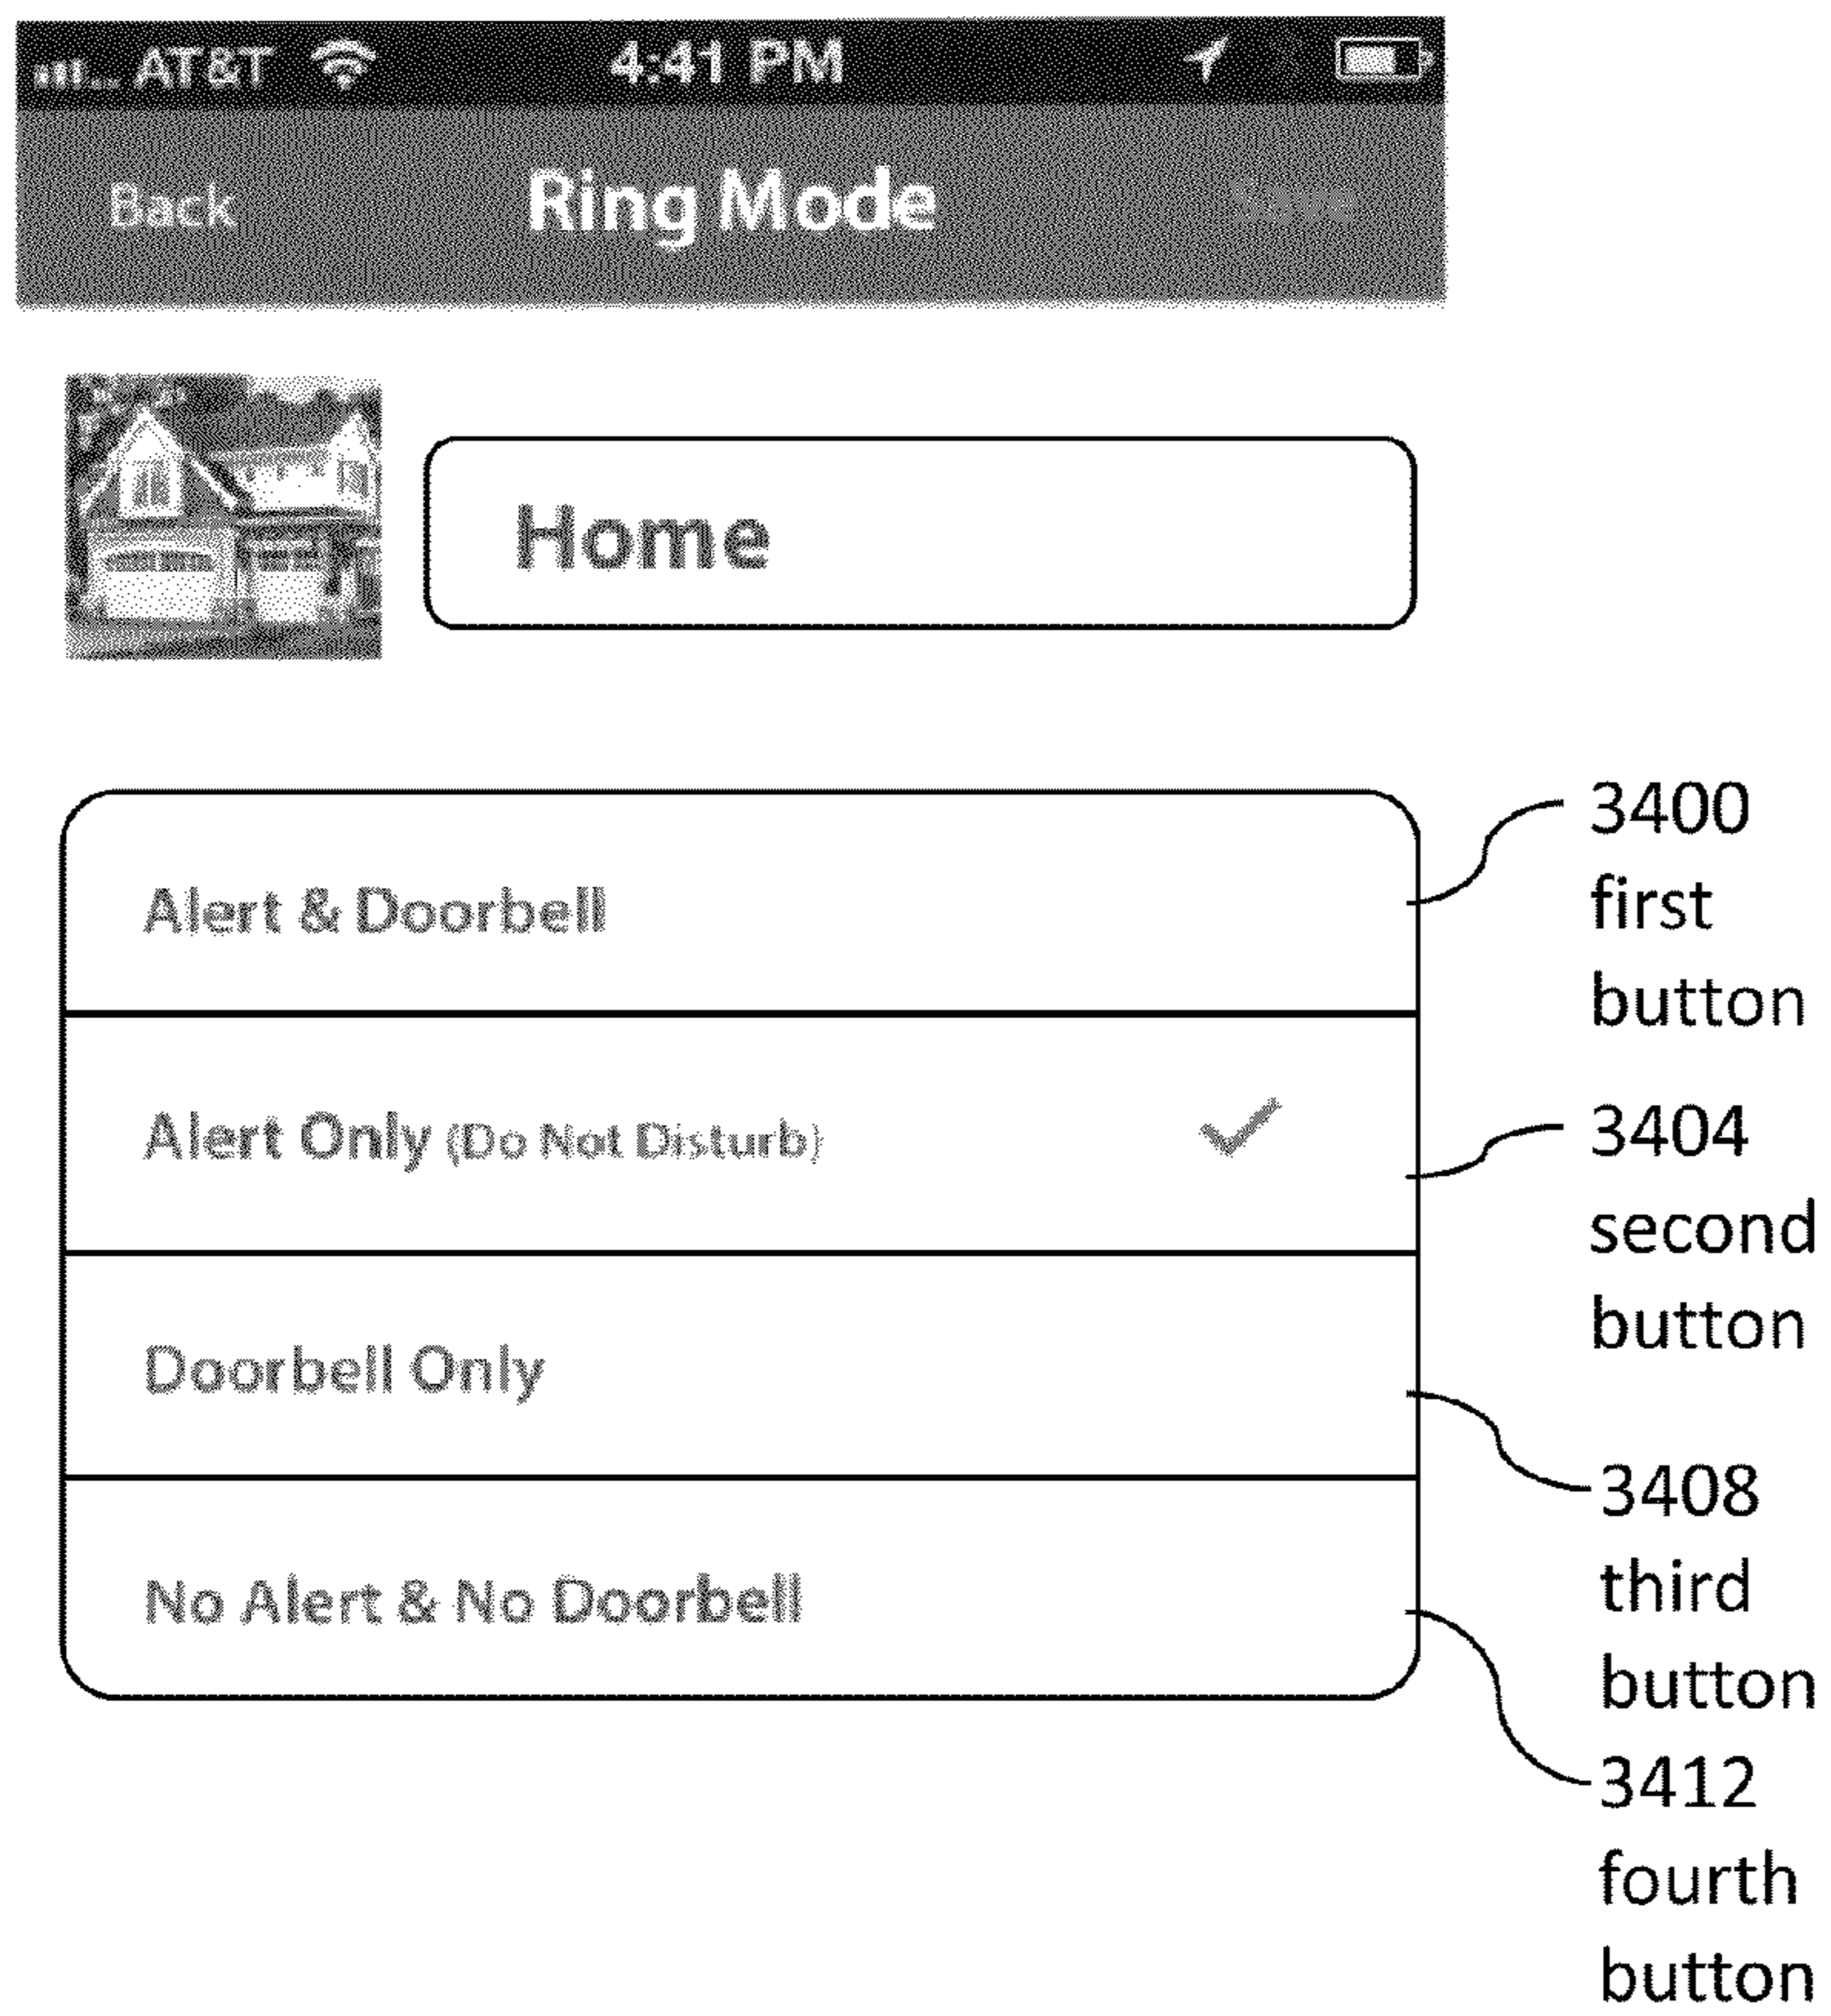 AT&T 4:41 PM
Back Ring Mode Save
Home
Alert & Doorbell
3400
first
button
Alert Only (Do Not Disturb)
3404
second
button
Doorbell Only
3408
third
button
No Alert & No Doorbell
3412
fourth
button